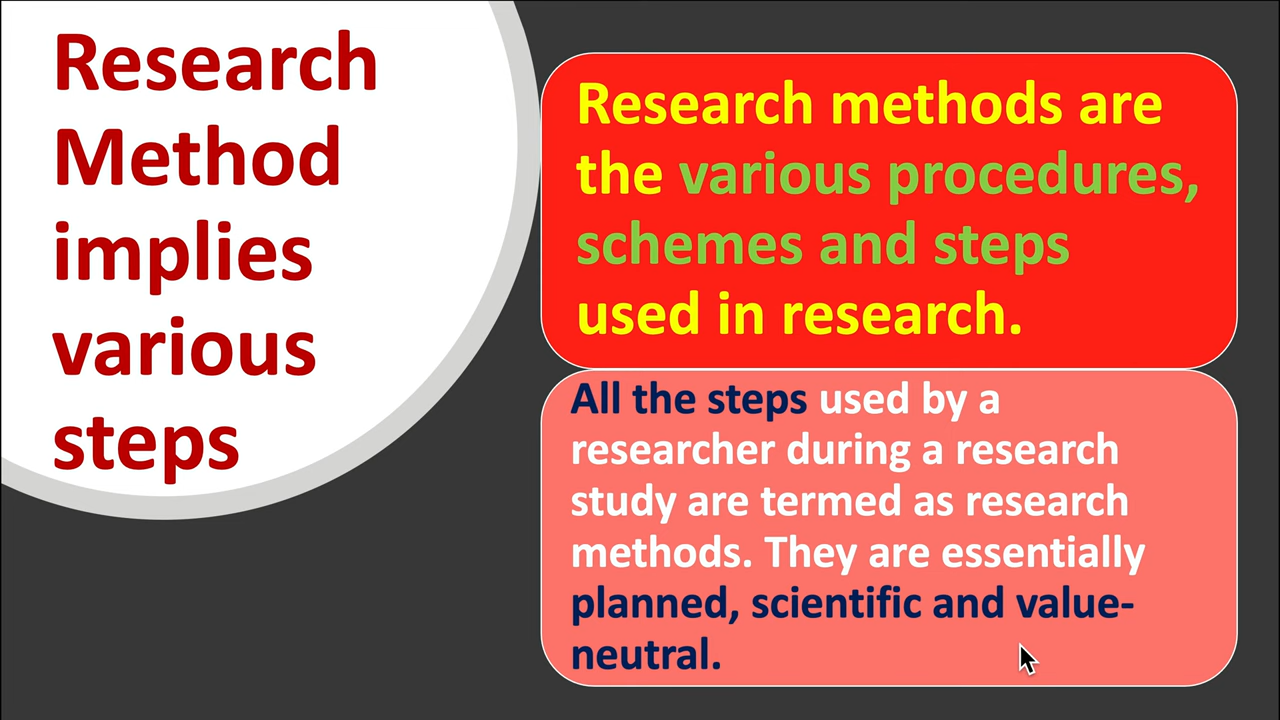 Research
Method
implies
various
steps
Research methods are
the various procedures,
schemes and steps
used in research.
All the steps used by a
researcher during a research
study are termed as research
methods. They are essentially
planned, scientific and value-
neutral.